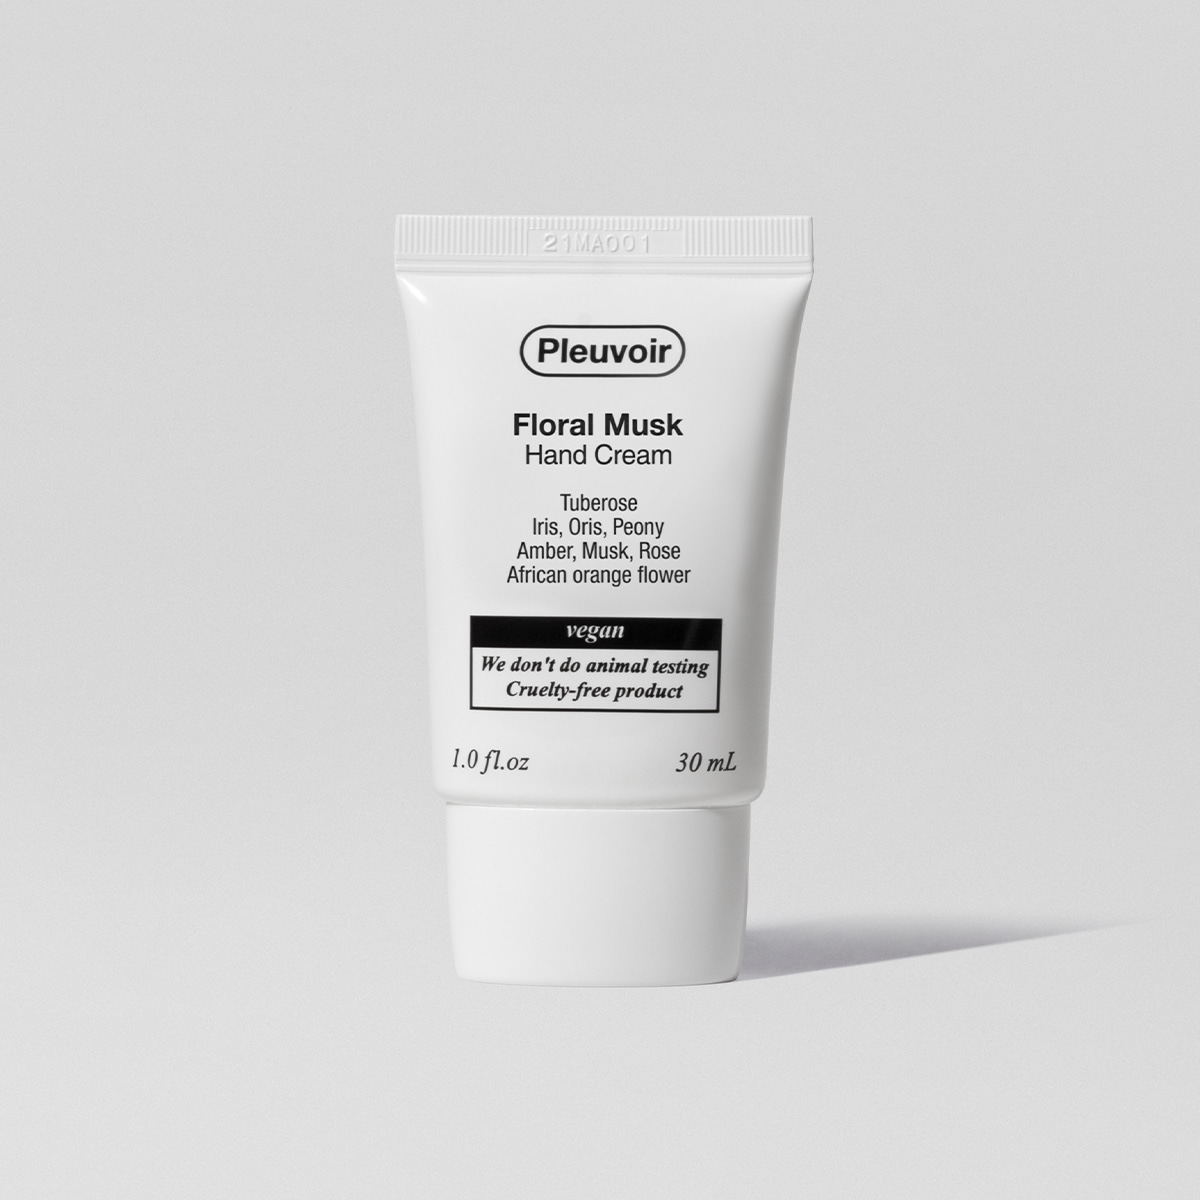 21MA001
Pleuvoir
Floral Musk
Hand Cream
Tuberose
Iris, Oris, Peony
Amber, Musk, Rose
African orange flower
vegan
We don't do animal testing
Cruelty-free product
1.0 fl.oz 30 mL